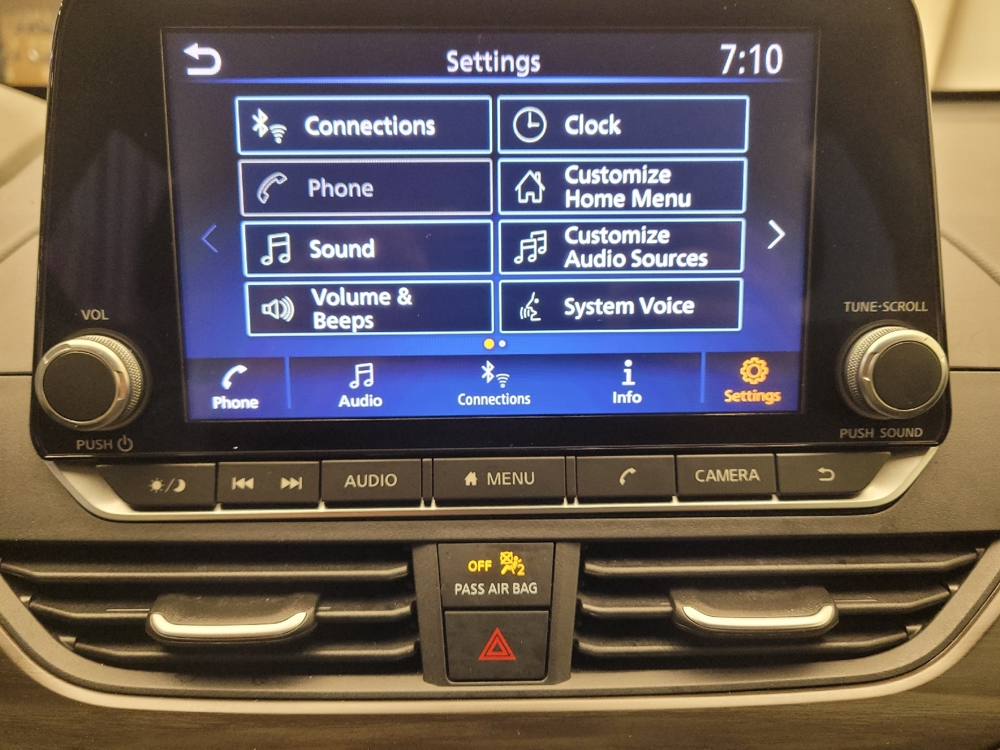 Settings
7:10
Connections
Clock
Phone
Customize
Home Menu
Sound
Customize
Audio Sources
Volume &
Beeps
System Voice
VOL
TUNE·SCROLL
Phone
Audio
Connections
Info
Settings
PUSH
PUSH SOUND
AUDIO
MENU
CAMERA
OFF 2
PASS AIR BAG